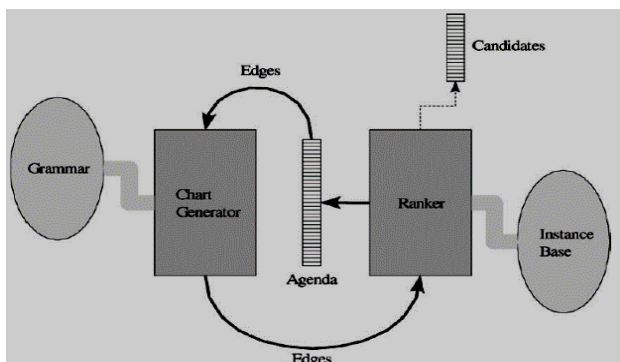 Candidates
Edges
Grammar
Chart
Generator
Ranker
Instance
Base
Agenda
Edges